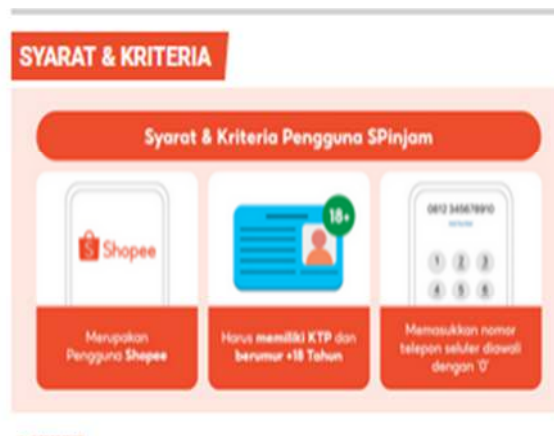 SYARAT & KRITERIA
Syarat & Kriteria Pengguna SPinjam
Shopee
18+
0812 345678910
1 2 3
4 5 6
Merupakan
Pengguna Shopee
Harus memiliki KTP dan
berumur +18 Tahun
Memasukkan nomor
telepon seluler diawali
dengan '0'